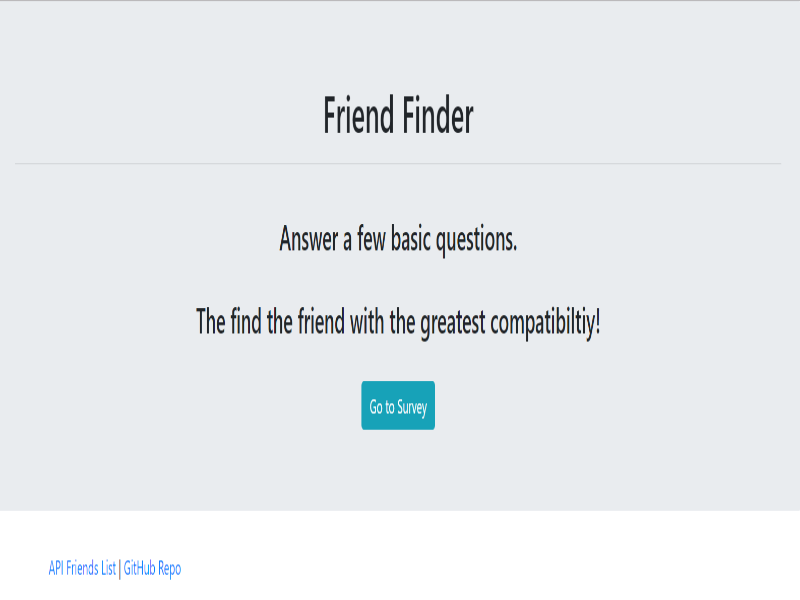 Friend Finder
Answer a few basic questions.
The find the friend with the greatest compatibiltiy!
Go to Survey
API Friends List | GitHub Repo